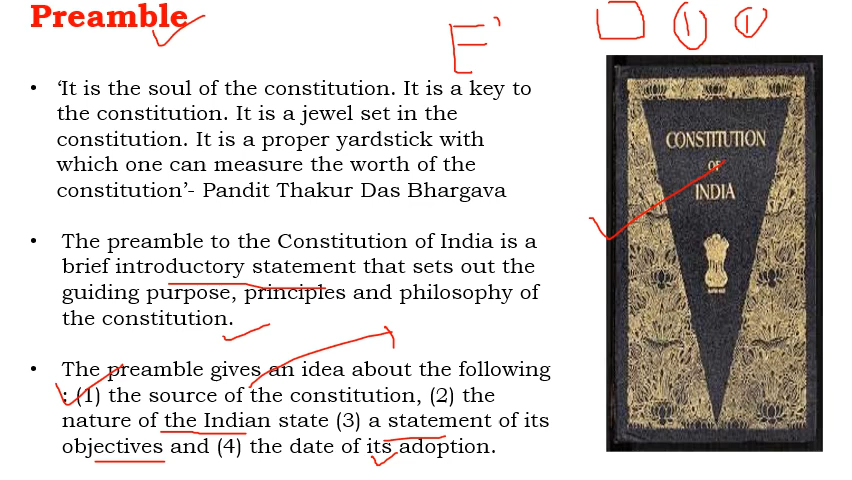 Preamble
E'
1
1
• ‘It is the soul of the constitution. It is a key to
the constitution. It is a jewel set in the
constitution. It is a proper yardstick with
which one can measure the worth of the
constitution’- Pandit Thakur Das Bhargava
• The preamble to the Constitution of India is a
brief introductory statement that sets out the
guiding purpose, principles and philosophy of
the constitution.
• The preamble gives an idea about the following
: (1) the source of the constitution, (2) the
nature of the Indian state (3) a statement of its
objectives and (4) the date of its adoption.
CONSTITUTION
OF
INDIA